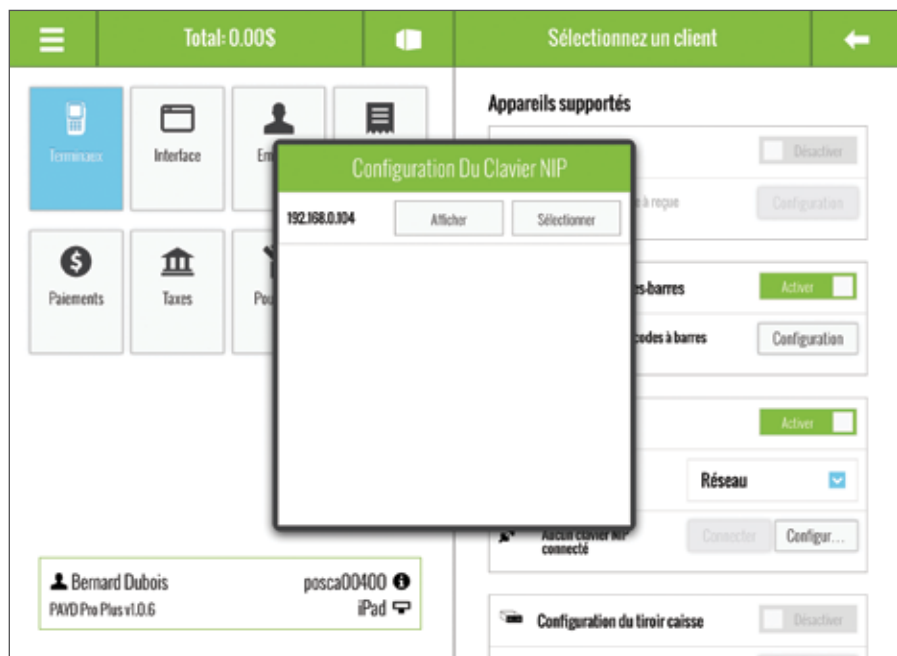 Total: 0.00$
Sélectionnez un client
Appareils supportés
Terminaux
Interface
Em
Désactiver
Configuration Du Clavier NIP
192.168.0.104
Afficher
Sélectionner
e à reçue
Configuration
Paiements
Taxes
Pou
es-barres
Activer
codes à barres
Configuration
Activer
Réseau
Aucun clavier NIP
connecté
Connecter
Configur...
Bernard Dubois
posca00400
PAYD Pro Plus v1.0.6
iPad
Configuration du tiroir caisse
Désactiver